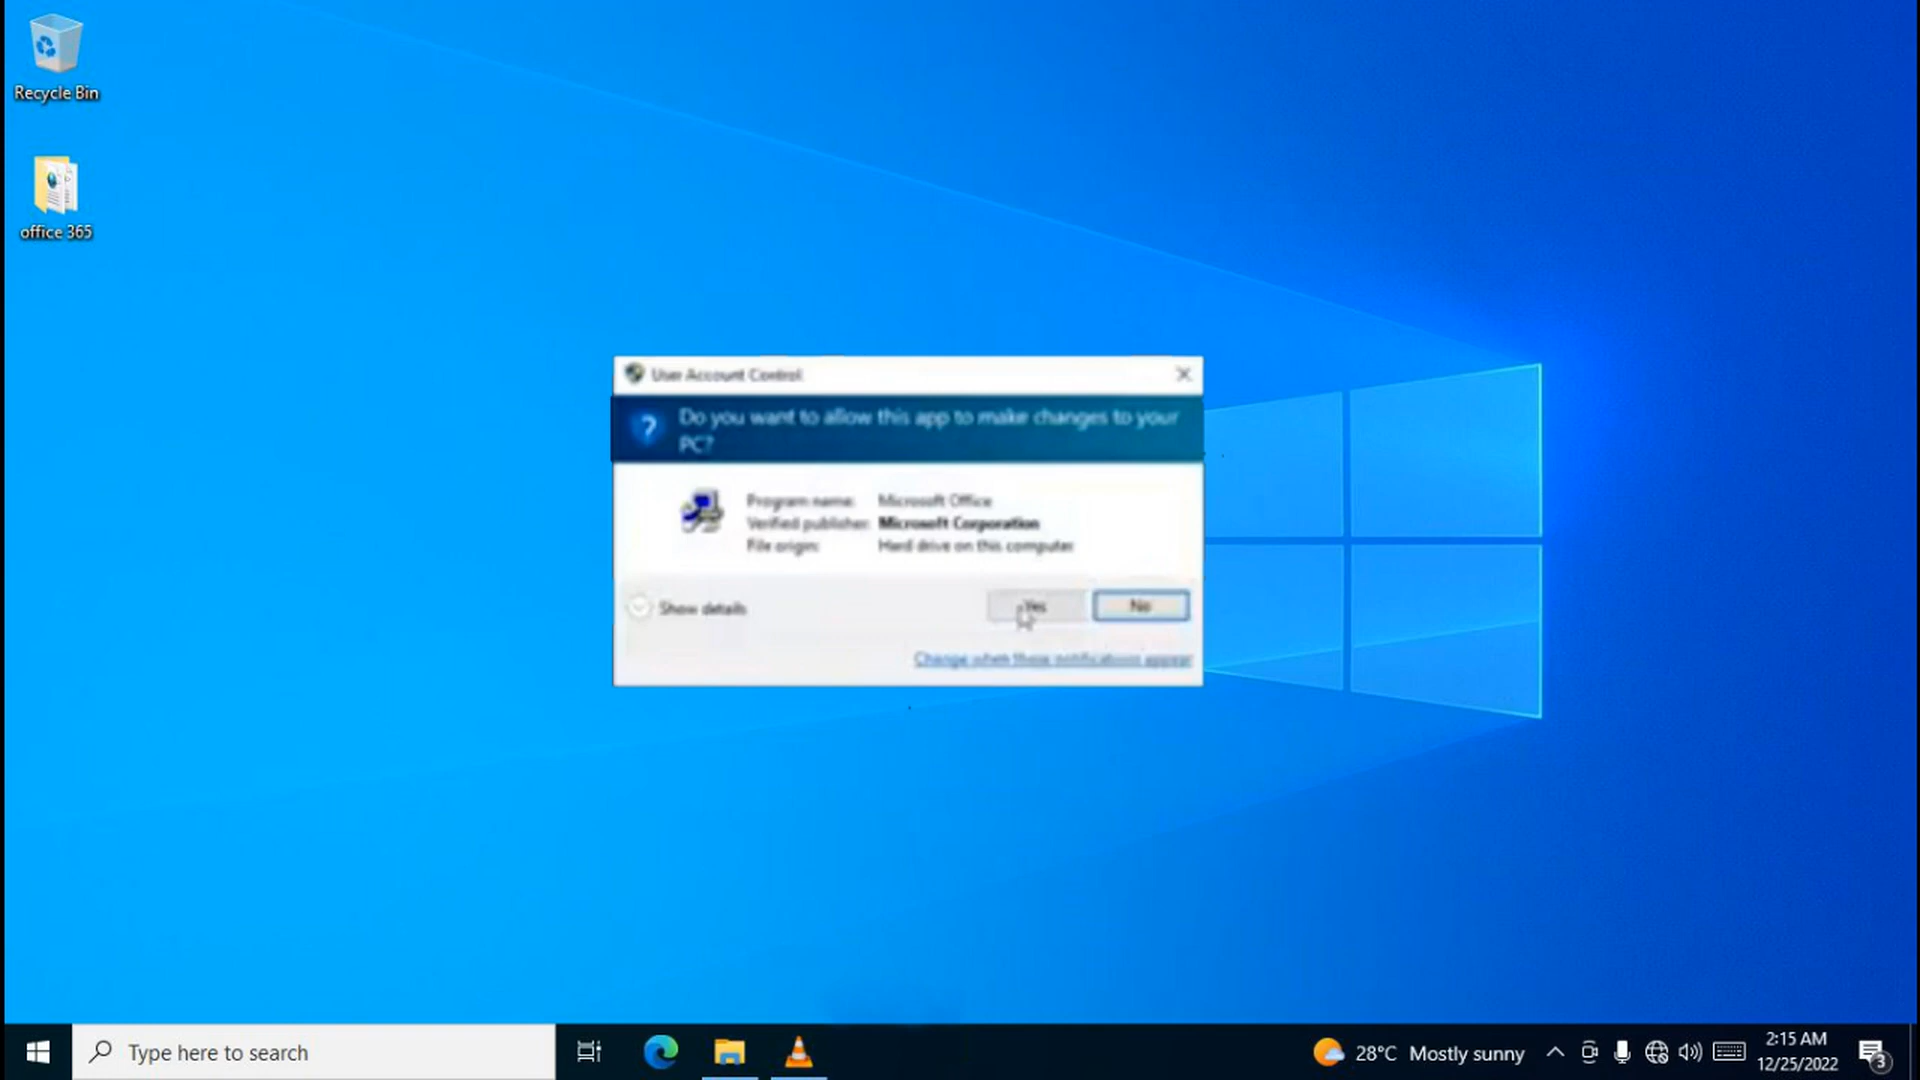 Recycle Bin
office 365
User Account Control
Do you want to allow this app to make changes to your
PC?
Program name: Microsoft Office
Verified publisher: Microsoft Corporation
File origin: Hard drive on this computer
Show details
Yes
No
Change when these notifications appear
Type here to search
28°C Mostly sunny
2:15 AM
12/25/2022
3